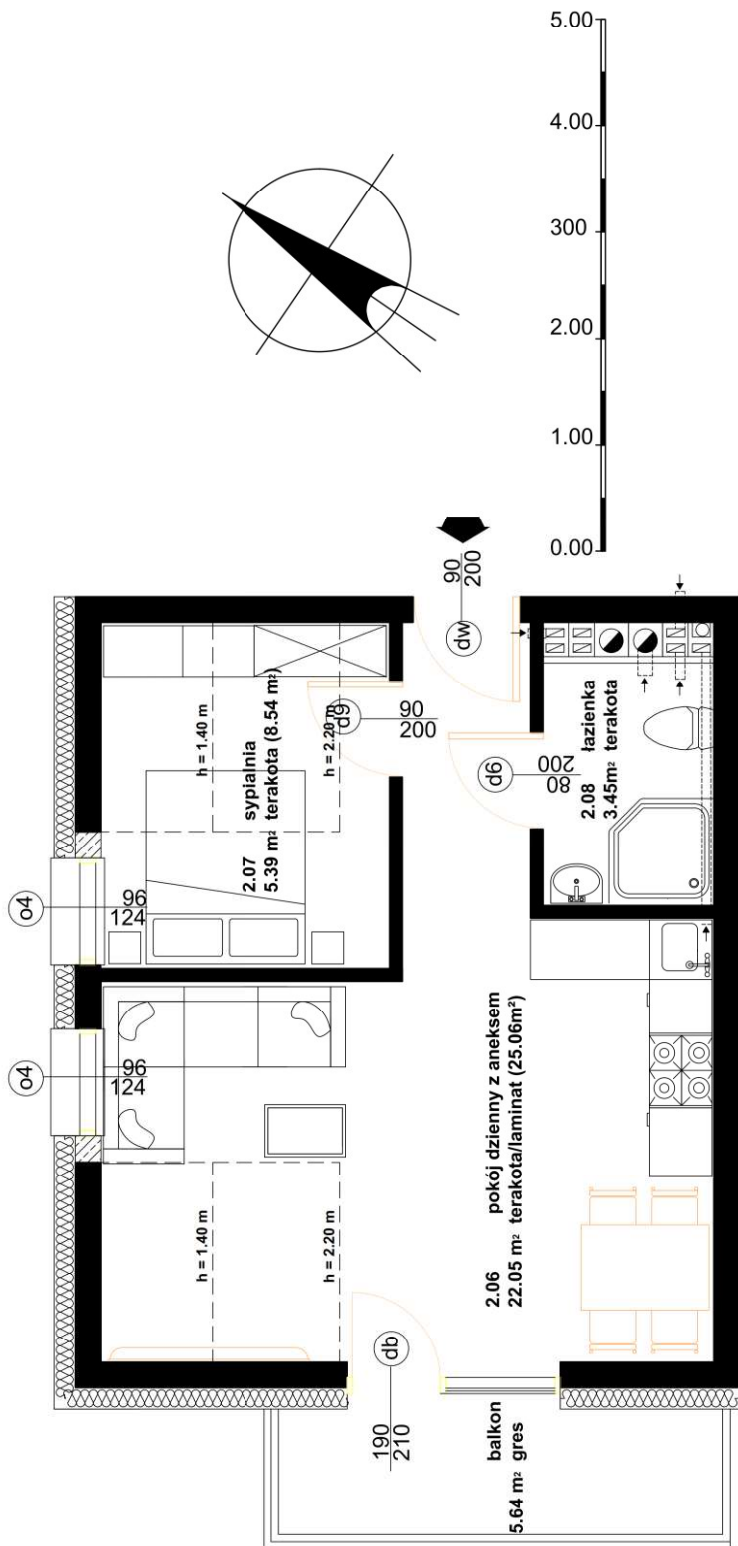 5.00
4.00
300
2.00
1.00
0.00
90
200
dw
h = 1.40 m
h = 2.20 m
d9
90
200
2.07 sypialnia
5.39 m² terakota (8.54 m²)
d9
80
200
2.08 łazienka
3.45m² terakota
o4
96
124
o4
96
124
2.06 pokój dzienny z aneksem
22.05 m² terakota/laminat (25.06m²)
h = 1.40 m
h = 2.20 m
db
190
210
balkon
5.64 m² gres